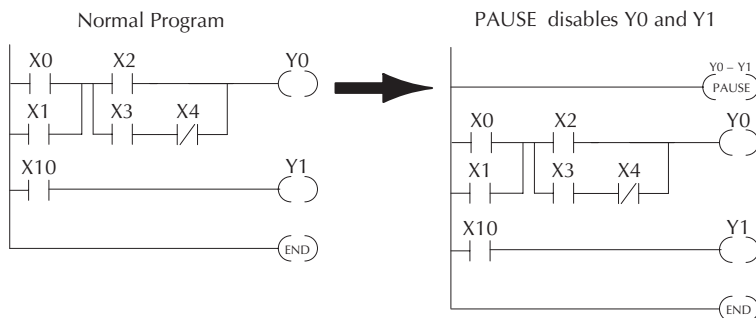 Normal Program
X0 X2 Y0
X1 X3 X4
X10 Y1
END
PAUSE disables Y0 and Y1
Y0 – Y1
PAUSE
X0 X2 Y0
X1 X3 X4
X10 Y1
END